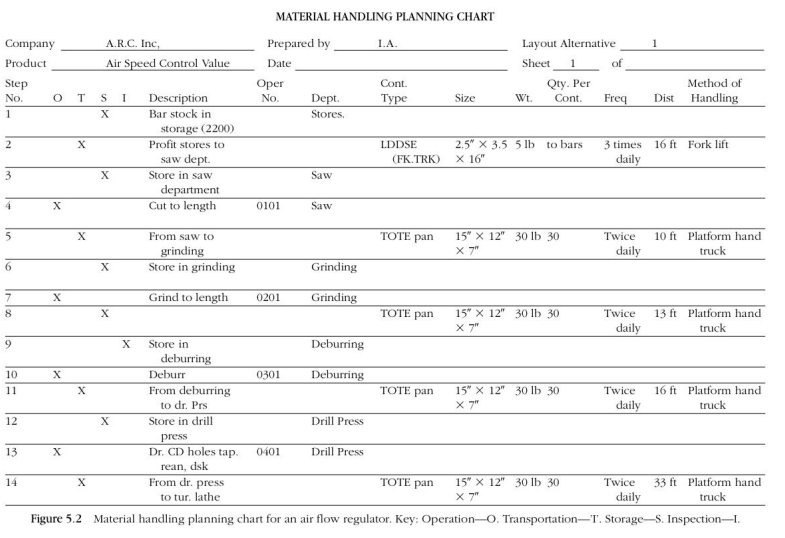 MATERIAL HANDLING PLANNING CHART
Company A.R.C. Inc, Prepared by I.A. Layout Alternative 1
Product Air Speed Control Value Date Sheet 1 of
Step Oper Cont. Qty. Per Method of
No. O T S I Description No. Dept. Type Size Wt. Cont. Freq Dist Handling
1 X Bar stock in Stores.
storage (2200)
2 X Profit stores to LDDSE 2.5″ × 3.5 5 lb to bars 3 times 16 ft Fork lift
saw dept. (FK.TRK) × 16″ daily
3 X Store in saw Saw
department
4 X Cut to length 0101 Saw
5 X From saw to TOTE pan 15″ × 12″ 30 lb 30 Twice 10 ft Platform hand
grinding × 7″ daily truck
6 X Store in grinding Grinding
7 X Grind to length 0201 Grinding
8 X TOTE pan 15″ × 12″ 30 lb 30 Twice 13 ft Platform hand
× 7″ daily truck
9 X Store in Deburring
deburring
10 X Deburr 0301 Deburring
11 X From deburring TOTE pan 15″ × 12″ 30 lb 30 Twice 16 ft Platform hand
to dr. Prs × 7″ daily truck
12 X Store in drill Drill Press
press
13 X Dr. CD holes tap. 0401 Drill Press
rean, dsk
14 X From dr. press TOTE pan 15″ × 12″ 30 lb 30 Twice 33 ft Platform hand
to tur. lathe × 7″ daily truck
Figure 5.2 Material handling planning chart for an air flow regulator. Key: Operation—O. Transportation—T. Storage—S. Inspection—I.